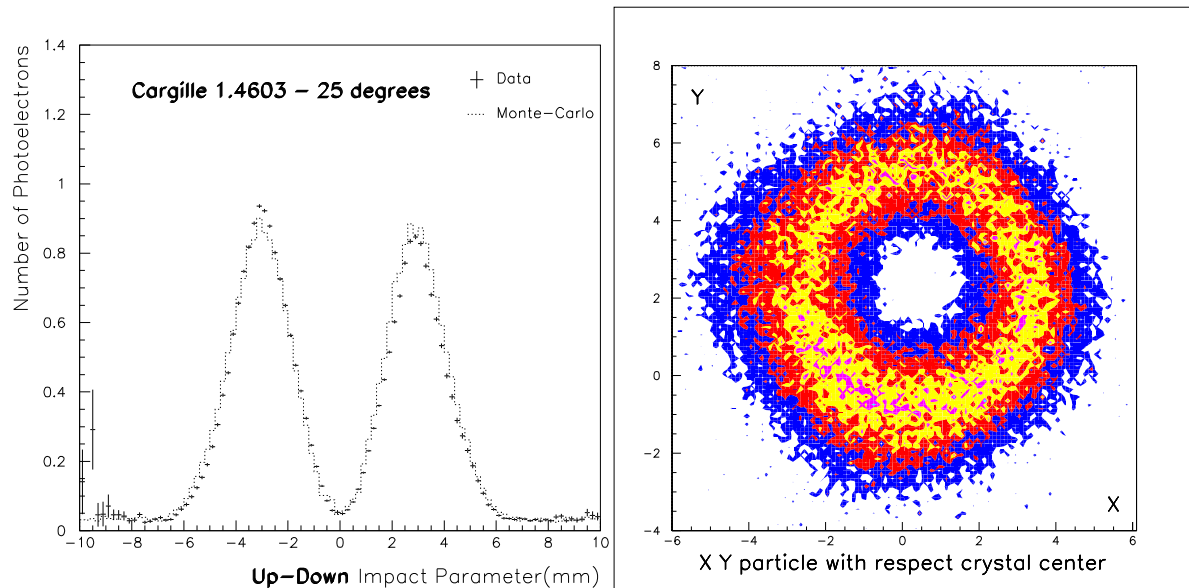 Number of Photoelectrons
1.4
1.2
1
0.8
0.6
0.4
0.2
0
Cargille 1.4603 – 25 degrees
Data
Monte–Carlo
-10 -8 -6 -4 -2 0 2 4 6 8 10
Up–Down Impact Parameter(mm)
8
6
4
2
0
-2
-4
Y
X
-6 -4 -2 0 2 4 6
X Y particle with respect crystal center